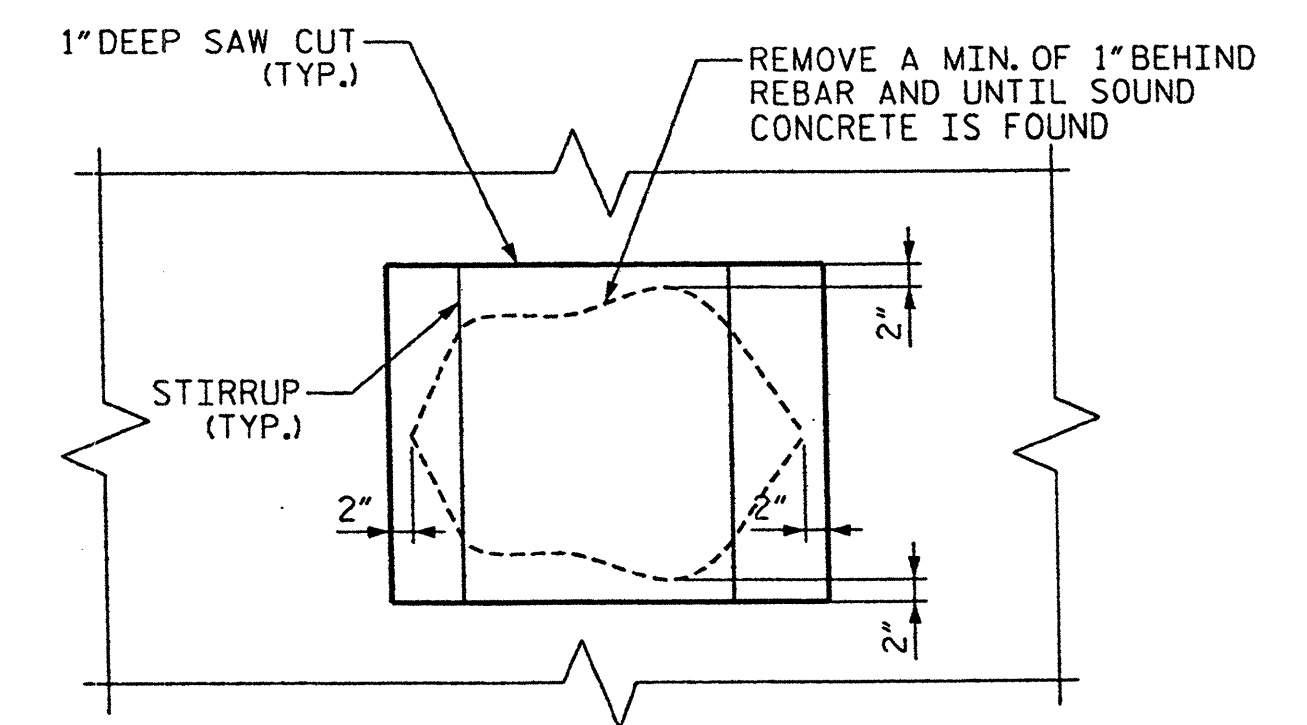 1" DEEP SAW CUT
(TYP.)
REMOVE A MIN. OF 1" BEHIND
REBAR AND UNTIL SOUND
CONCRETE IS FOUND
2"
STIRRUP
(TYP.)
2"
2"
2"